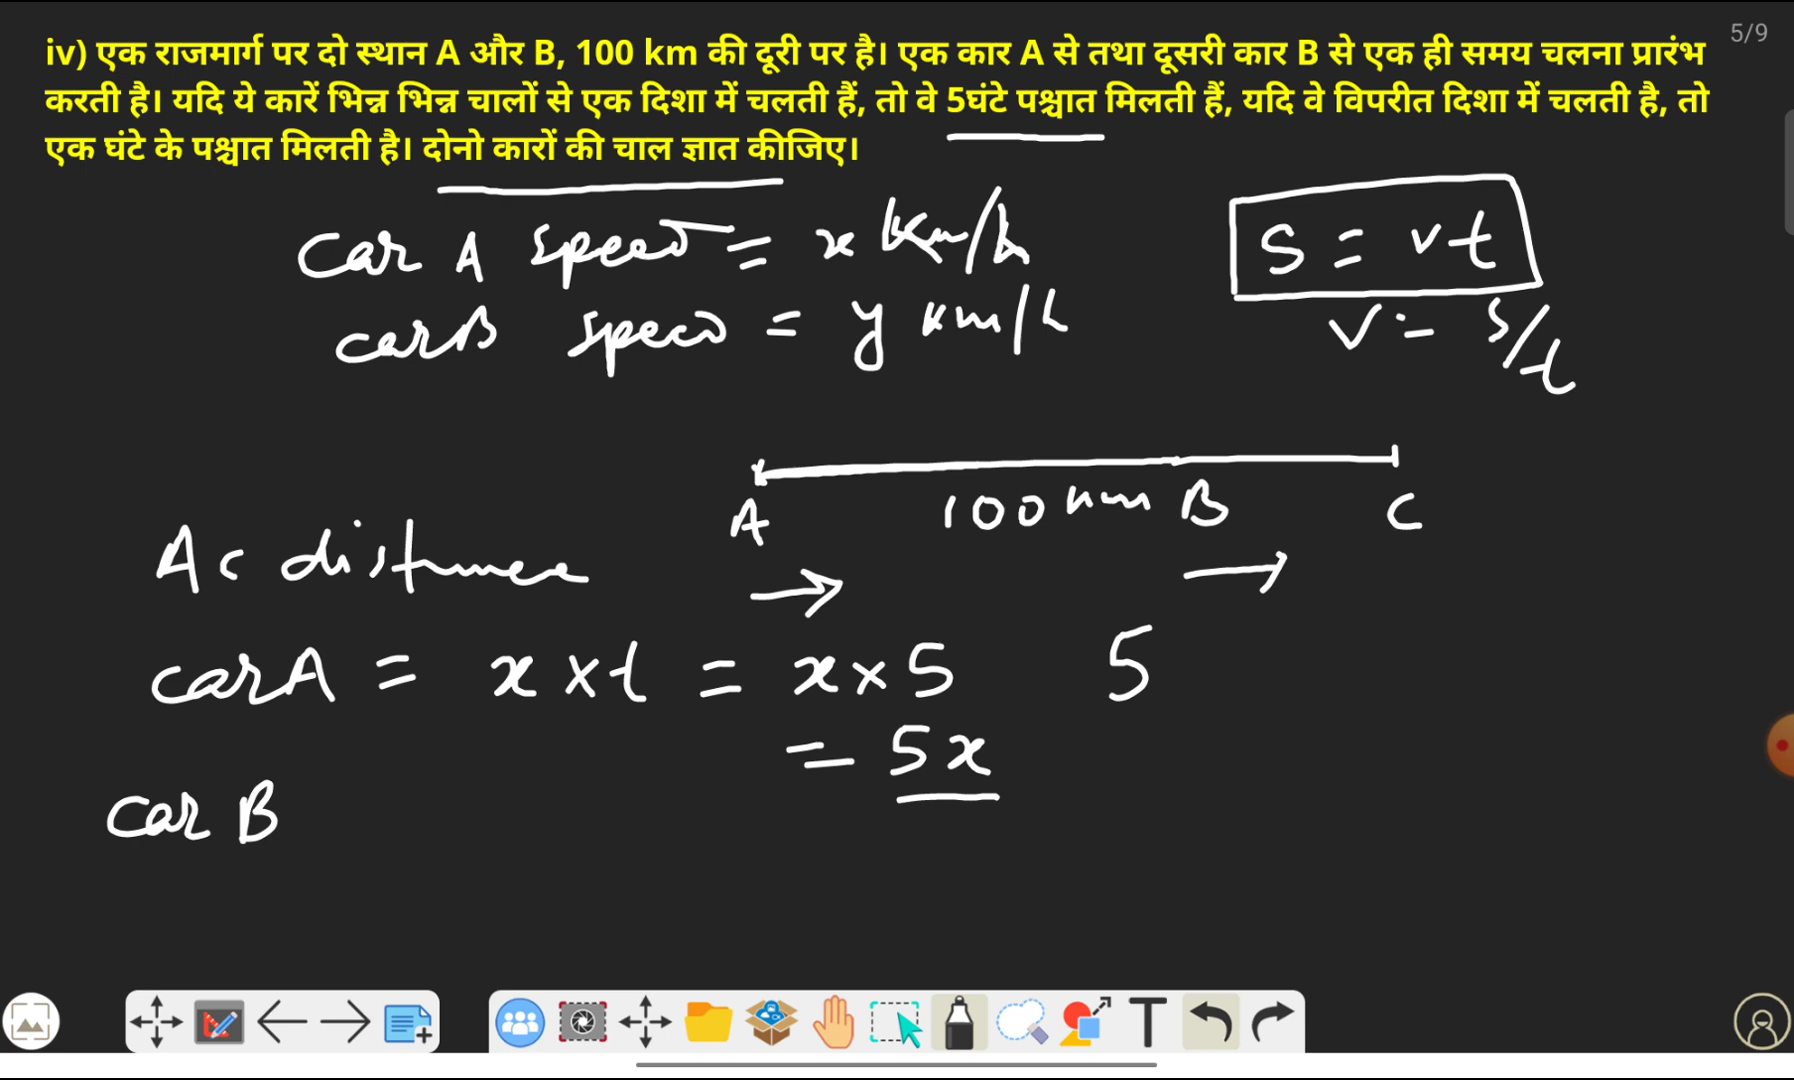 5/9
iv) एक राजमार्ग पर दो स्थान A और B, 100 km की दूरी पर है। एक कार A से तथा दूसरी कार B से एक ही समय चलना प्रारंभ
करती है। यदि ये कारें भिन्न भिन्न चालों से एक दिशा में चलती हैं, तो वे 5घंटे पश्चात मिलती हैं, यदि वे विपरीत दिशा में चलती है, तो
एक घंटे के पश्चात मिलती है। दोनो कारों की चाल ज्ञात कीजिए।
car A speed = x km/h
S = vt
car B speed = y km/h
v = s/t
A 100 km B C
Ac distance
car A = x × t = x × 5 5
= 5x
car B
T